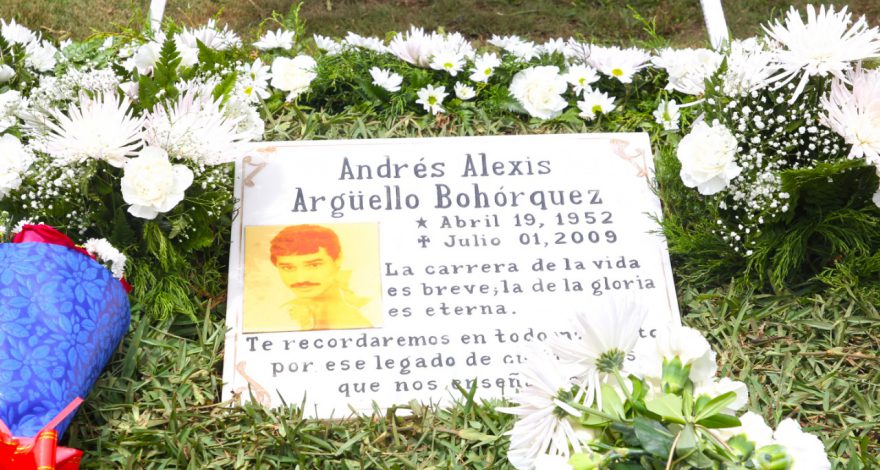 Andrés Alexis
Argüello Bohórquez
★ Abril 19, 1952
✝ Julio 01, 2009
La carrera de la vida
es breve; la de la gloria
es eterna.
Te recordaremos en todo
por ese legado de
que nos